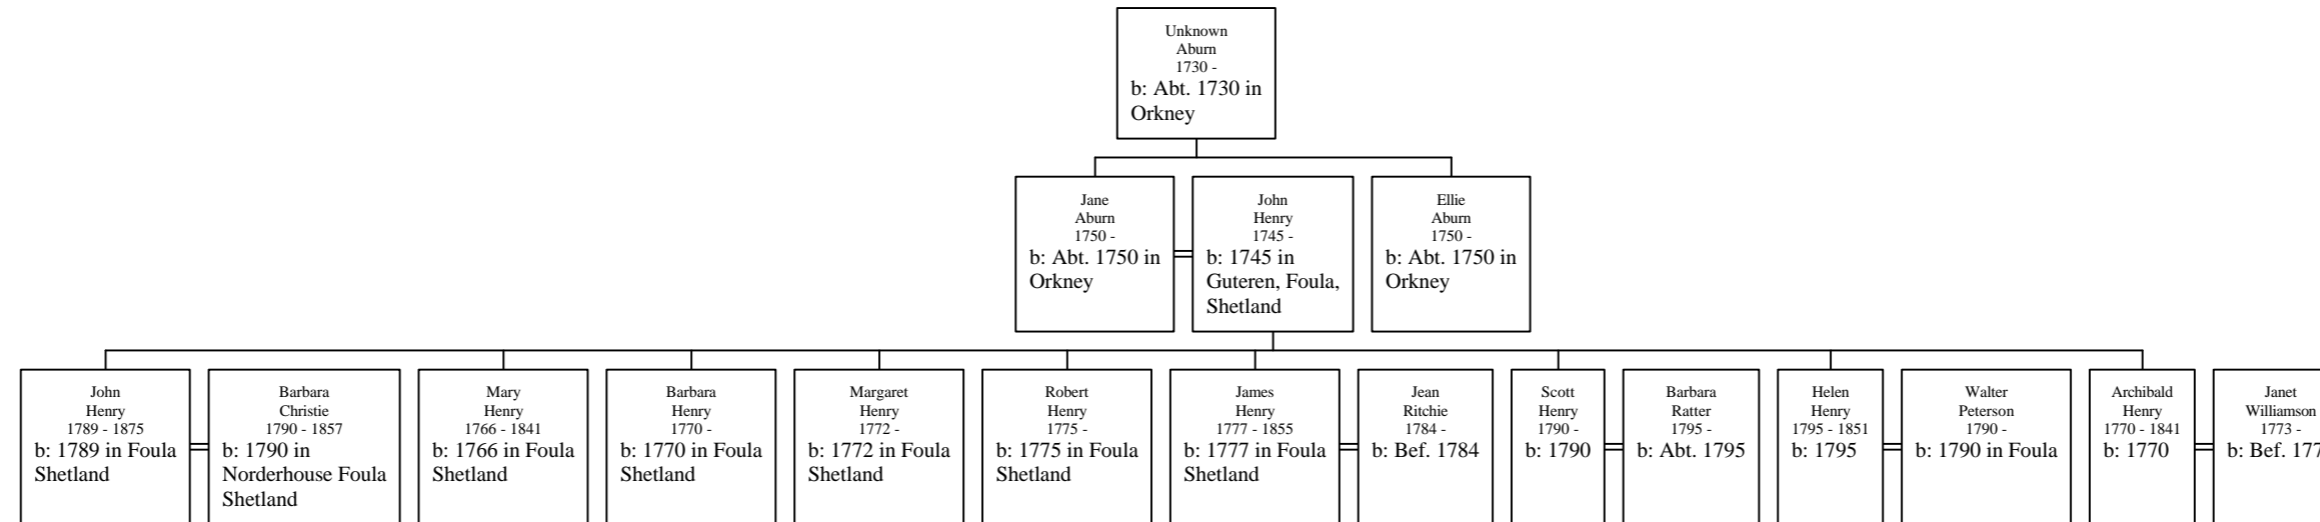 Unknown
Aburn
1730 -
b: Abt. 1730 in
Orkney
Jane
Aburn
1750 -
b: Abt. 1750 in
Orkney
John
Henry
1745 -
b: 1745 in
Guteren, Foula,
Shetland
Ellie
Aburn
1750 -
b: Abt. 1750 in
Orkney
John
Henry
1789 - 1875
b: 1789 in Foula
Shetland
Barbara
Christie
1790 - 1857
b: 1790 in
Norderhouse Foula
Shetland
Mary
Henry
1766 - 1841
b: 1766 in Foula
Shetland
Barbara
Henry
1770 -
b: 1770 in Foula
Shetland
Margaret
Henry
1772 -
b: 1772 in Foula
Shetland
Robert
Henry
1775 -
b: 1775 in Foula
Shetland
James
Henry
1777 - 1855
b: 1777 in Foula
Shetland
Jean
Ritchie
1784 -
b: Bef. 1784
Scott
Henry
1790 -
b: 1790
Barbara
Ratter
1795 -
b: Abt. 1795
Helen
Henry
1795 - 1851
b: 1795
Walter
Peterson
1790 -
b: 1790 in Foula
Archibald
Henry
1770 - 1841
b: 1770
Janet
Williamson
1773 -
b: Bef.